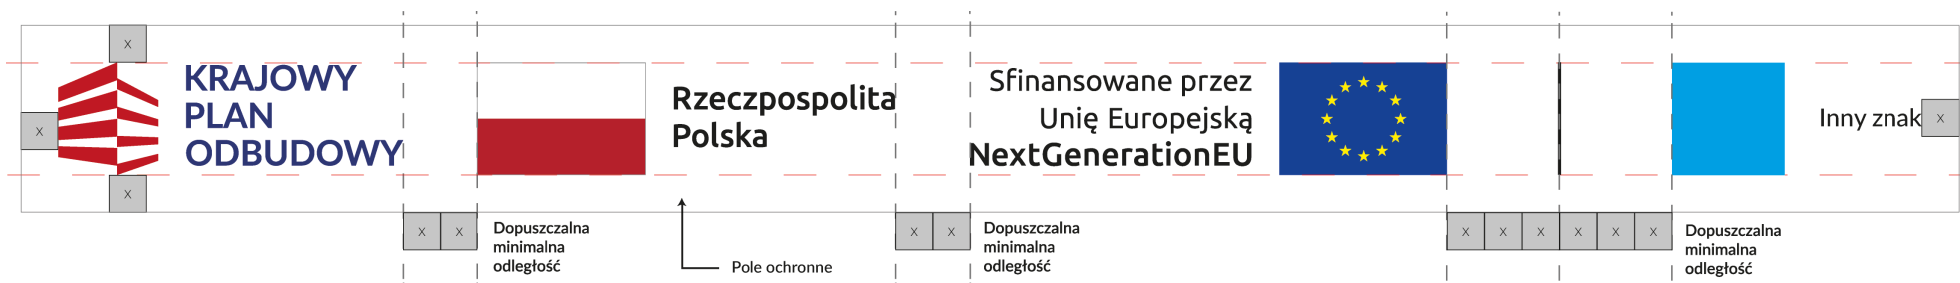 X
X
X
KRAJOWY
PLAN
ODBUDOWY
Rzeczpospolita
Polska
Sfinansowane przez
Unię Europejską
NextGenerationEU
Inny znak
X
X X
Dopuszczalna
minimalna
odległość
Pole ochronne
X X
Dopuszczalna
minimalna
odległość
X X X X X X
Dopuszczalna
minimalna
odległość